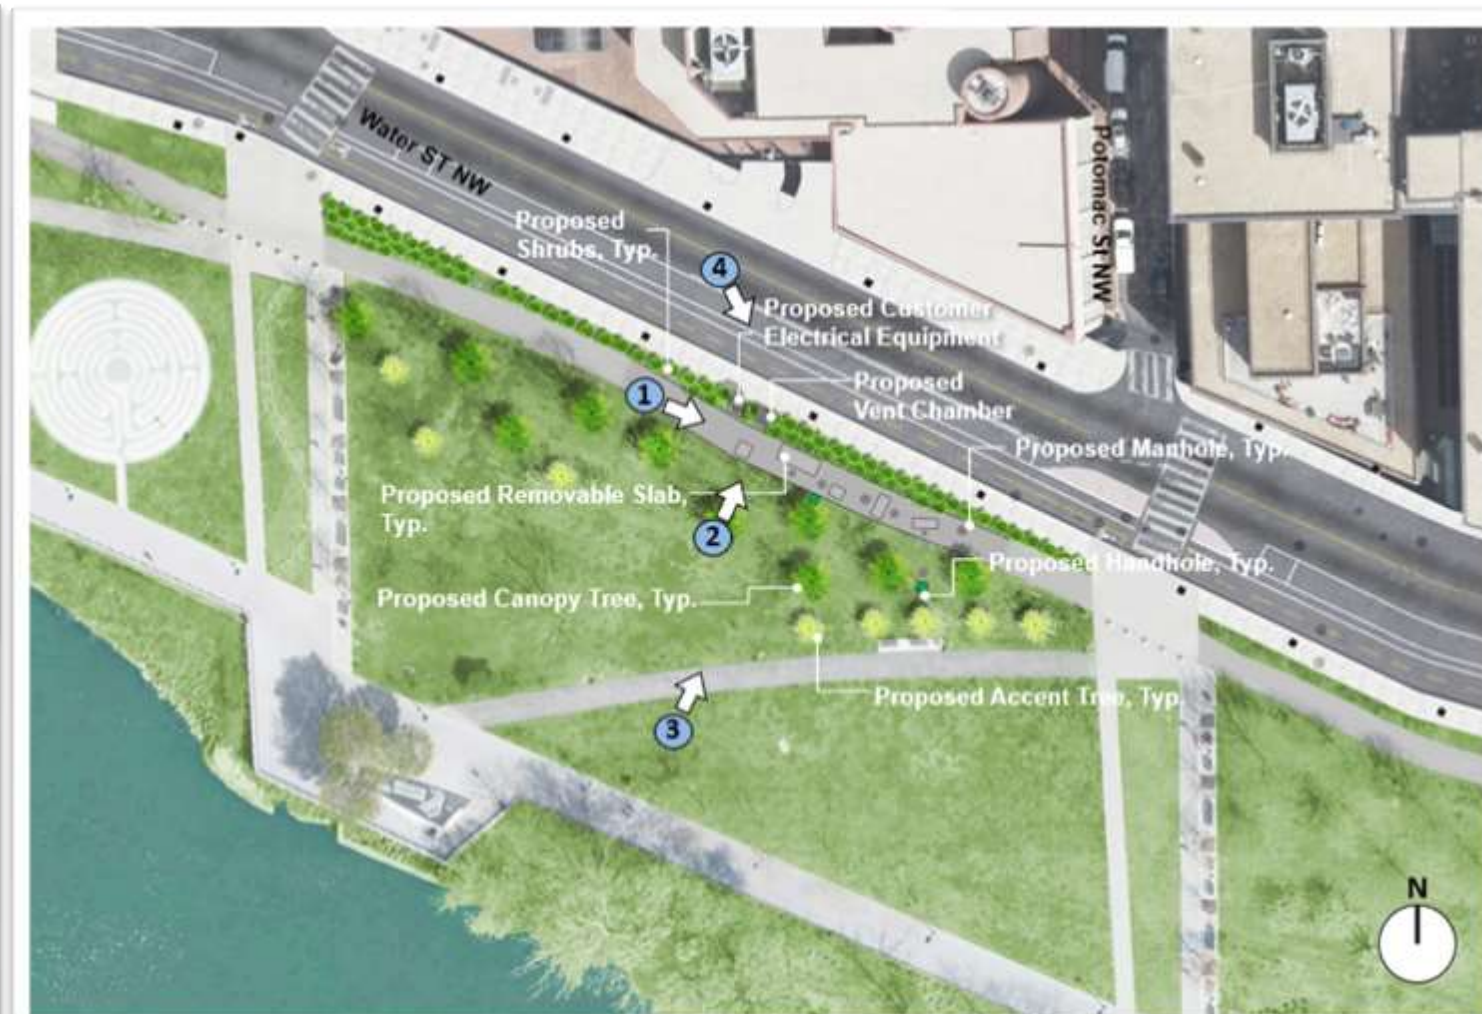 Water ST NW
Potomac St NW
Proposed
Shrubs, Typ.
4
Proposed Customer
Electrical Equipment
Proposed
Vent Chamber
1
Proposed Manhole, Typ.
Proposed Removable Slab,
Typ.
2
Proposed Handhole, Typ.
Proposed Canopy Tree, Typ.
Proposed Accent Tree, Typ.
3
N